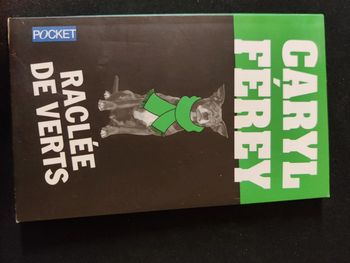 CARYL
FÉREY
RACLÉE
DE VERTS
POCKET